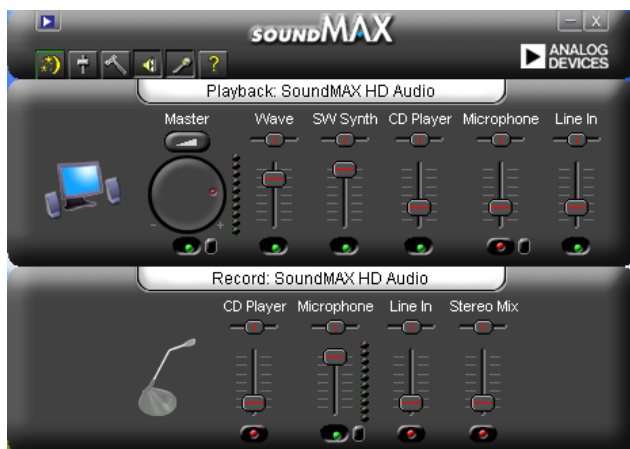 SOUNDMAX
– X
?
ANALOG
DEVICES
Playback: SoundMAX HD Audio
Master Wave SW Synth CD Player Microphone Line In
- +
Record: SoundMAX HD Audio
CD Player Microphone Line In Stereo Mix